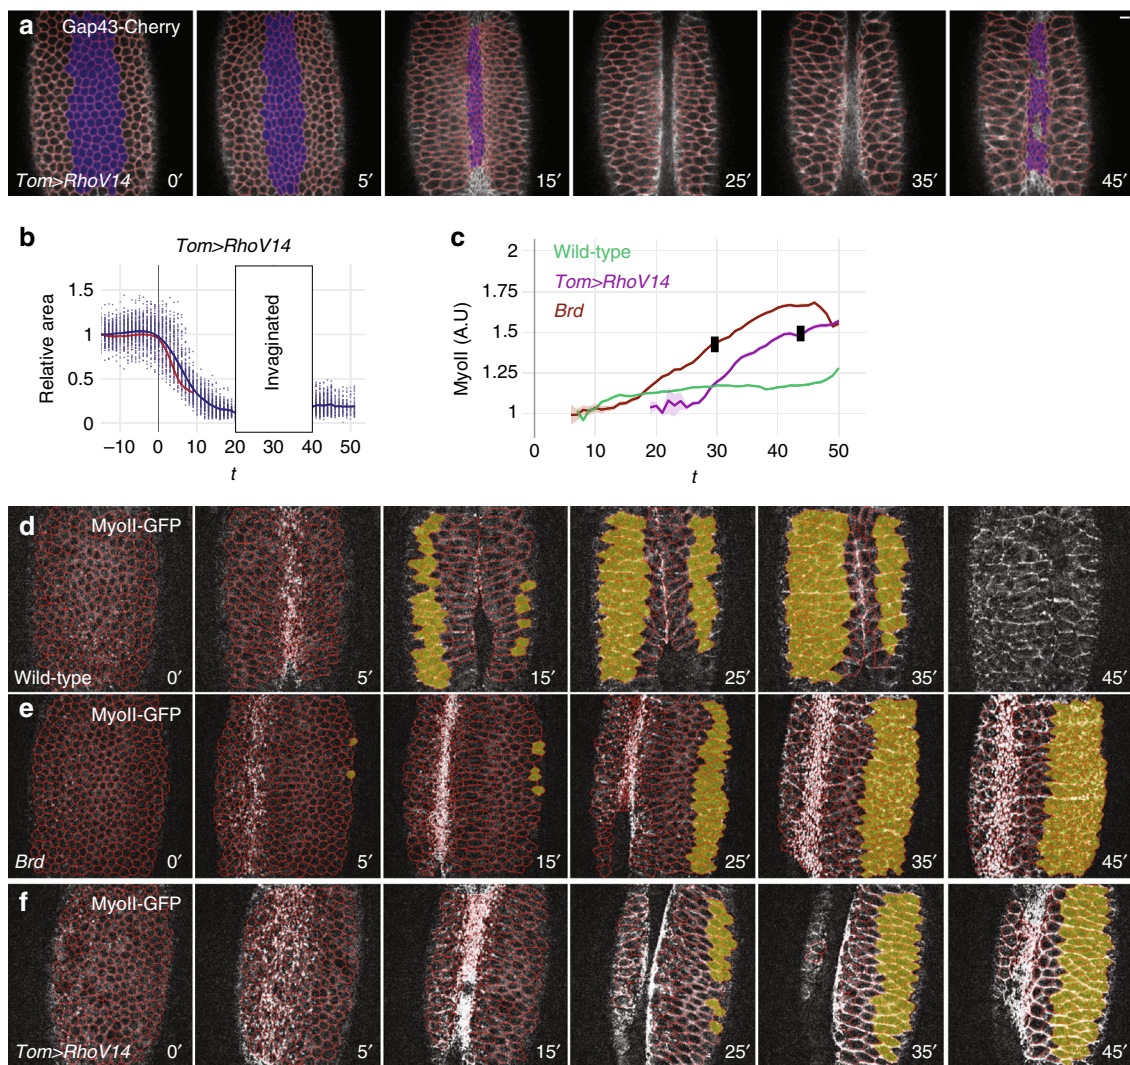 a
Gap43-Cherry
Tom>RhoV14
0′
5′
15′
25′
35′
45′
b
Tom>RhoV14
Relative area
1.5
1
0.5
0
Invaginated
–10
0
10
20
30
40
50
t
c
Wild-type
Tom>RhoV14
Brd
MyoII (A.U)
2
1.75
1.5
1.25
1
0
10
20
30
40
50
t
d
MyoII-GFP
Wild-type
0′
5′
15′
25′
35′
45′
e
MyoII-GFP
Brd
0′
5′
15′
25′
35′
45′
f
MyoII-GFP
Tom>RhoV14
0′
5′
15′
25′
35′
45′